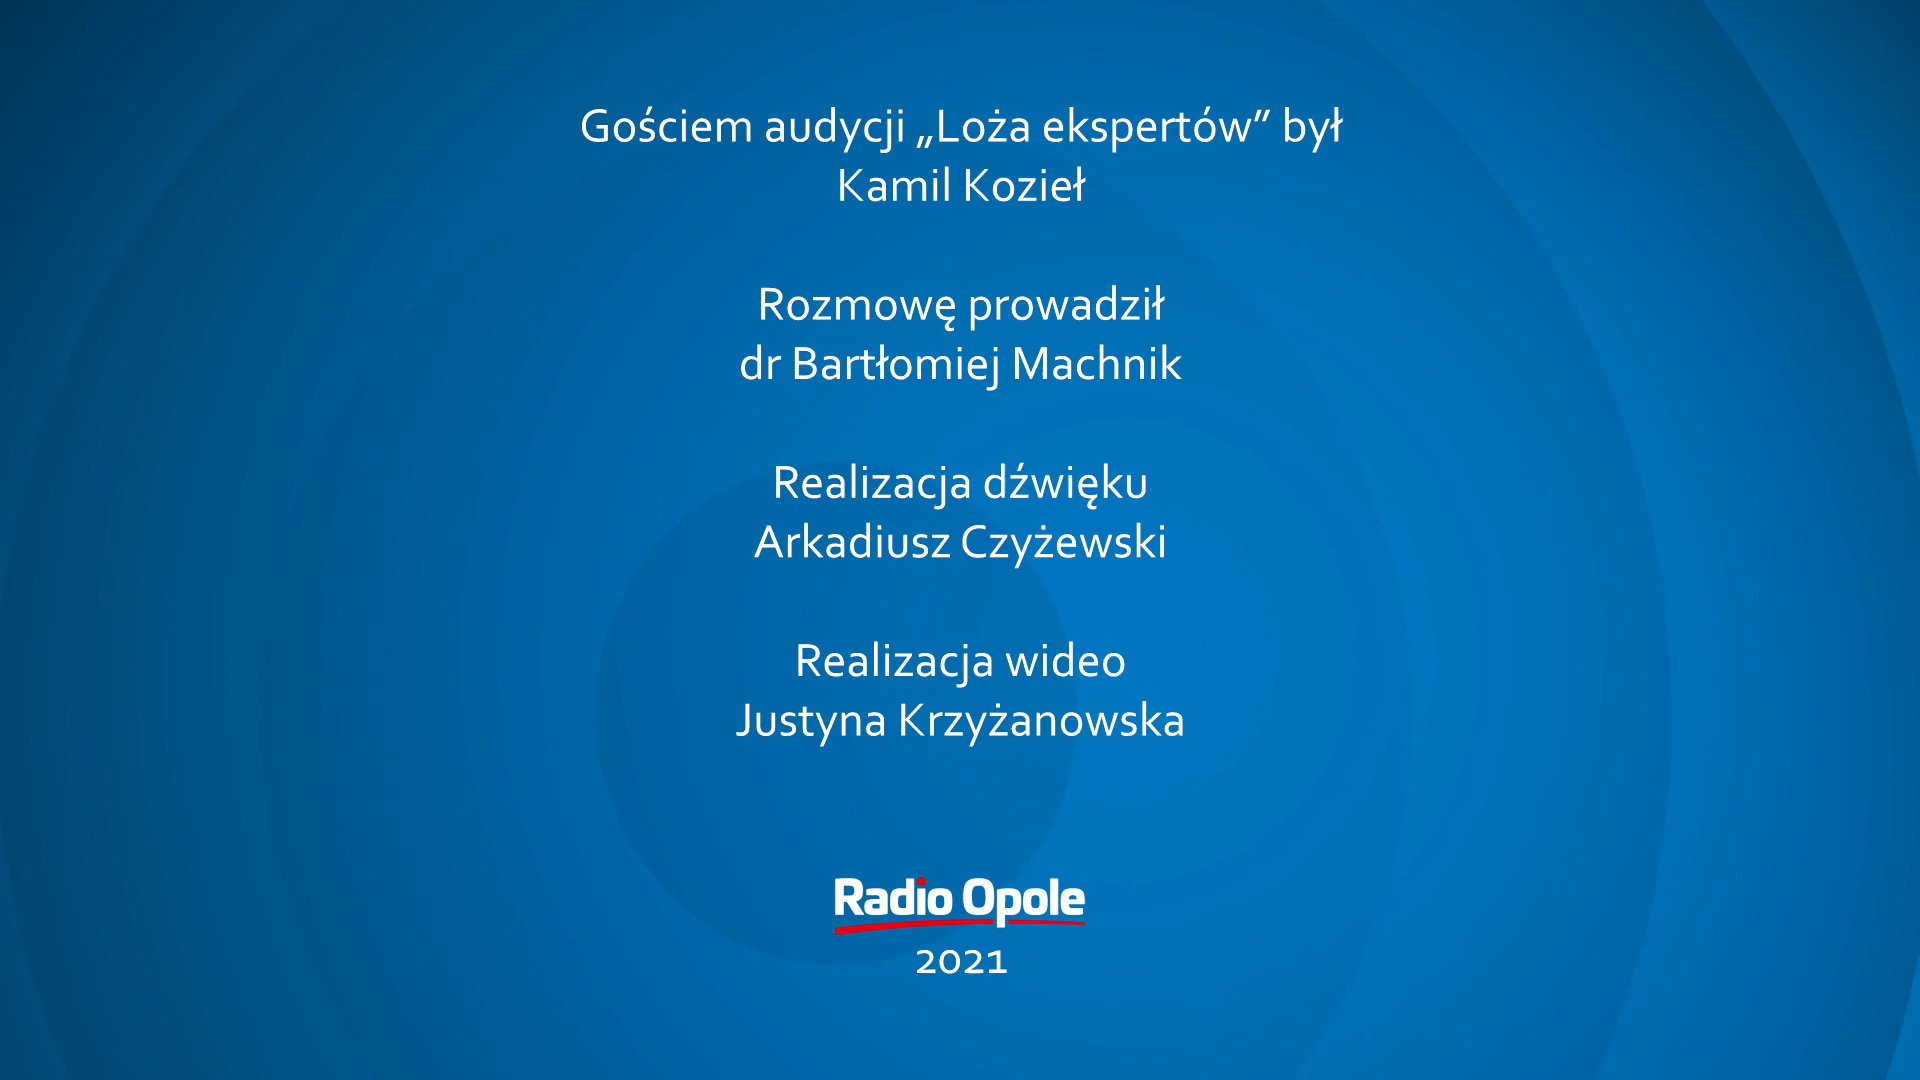 Gościem audycji „Loża ekspertów” był
Kamil Kozieł
Rozmowę prowadził
dr Bartłomiej Machnik
Realizacja dźwięku
Arkadiusz Czyżewski
Realizacja wideo
Justyna Krzyżanowska
Radio Opole
2021